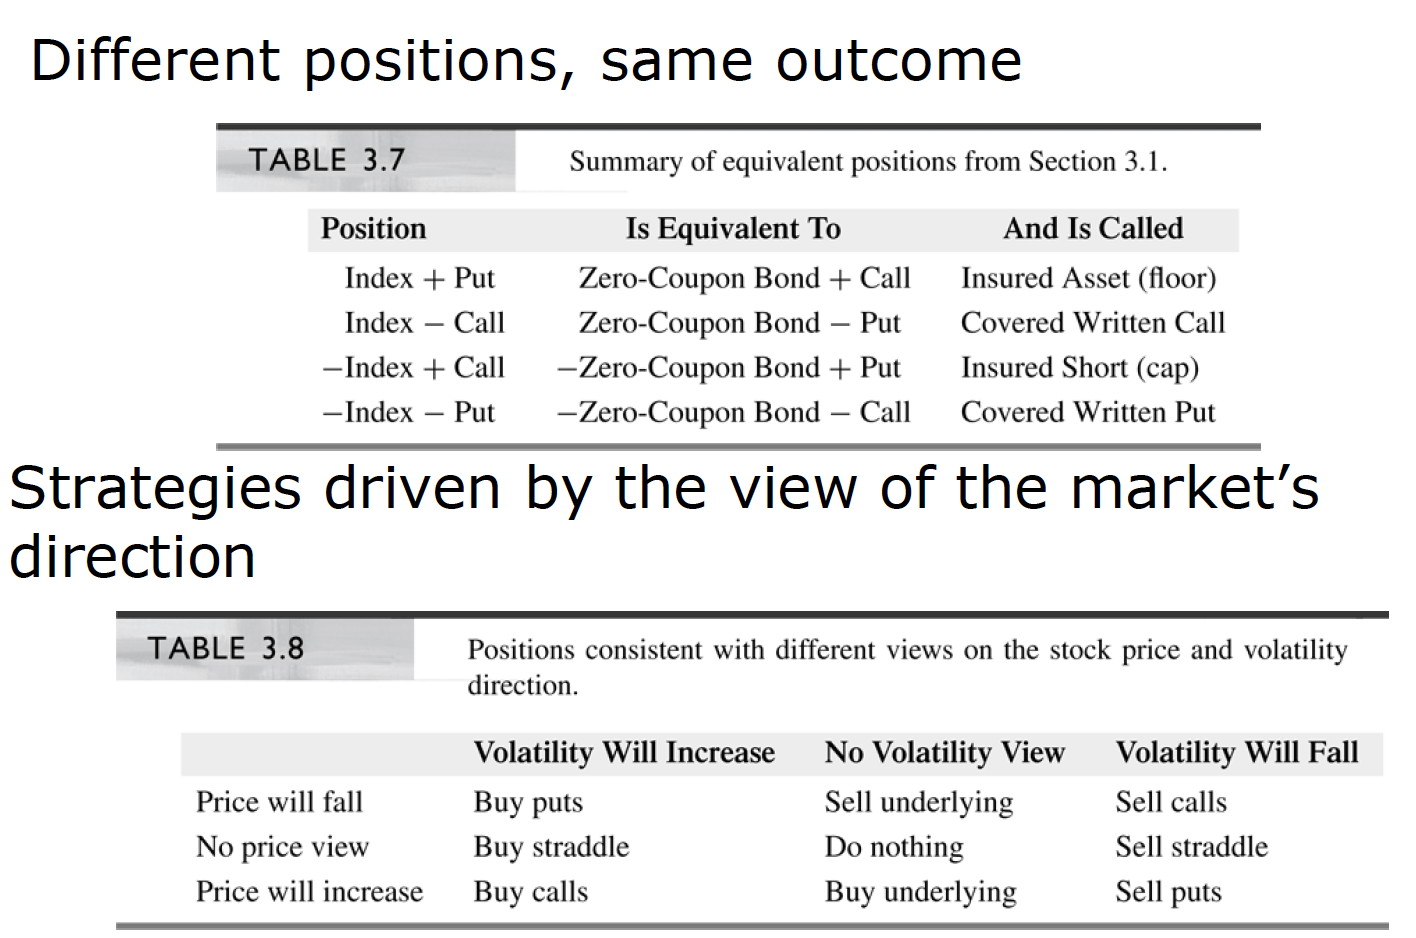 Different positions, same outcome
TABLE 3.7 Summary of equivalent positions from Section 3.1.
Position Is Equivalent To And Is Called
Index + Put Zero-Coupon Bond + Call Insured Asset (floor)
Index − Call Zero-Coupon Bond − Put Covered Written Call
−Index + Call −Zero-Coupon Bond + Put Insured Short (cap)
−Index − Put −Zero-Coupon Bond − Call Covered Written Put
Strategies driven by the view of the market’s
direction
TABLE 3.8 Positions consistent with different views on the stock price and volatility
direction.
Volatility Will Increase No Volatility View Volatility Will Fall
Price will fall Buy puts Sell underlying Sell calls
No price view Buy straddle Do nothing Sell straddle
Price will increase Buy calls Buy underlying Sell puts